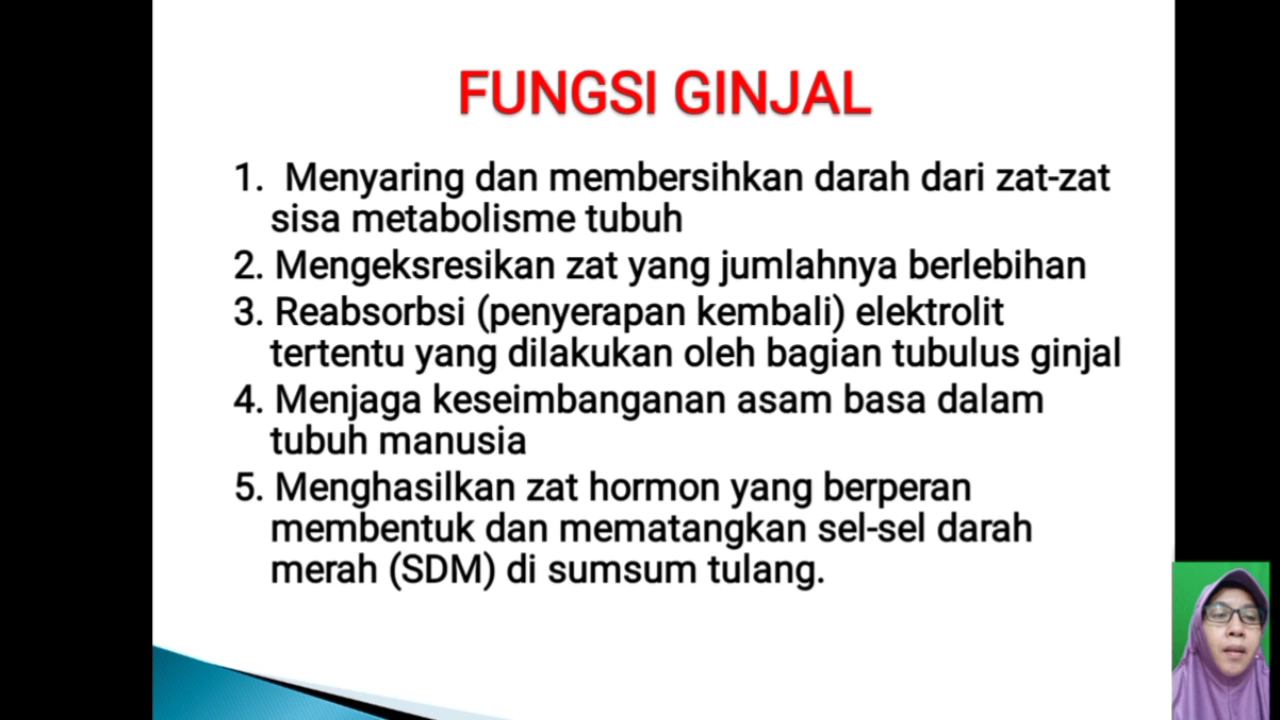 FUNGSI GINJAL
1. Menyaring dan membersihkan darah dari zat-zat
sisa metabolisme tubuh
2. Mengeksresikan zat yang jumlahnya berlebihan
3. Reabsorbsi (penyerapan kembali) elektrolit
tertentu yang dilakukan oleh bagian tubulus ginjal
4. Menjaga keseimbanganan asam basa dalam
tubuh manusia
5. Menghasilkan zat hormon yang berperan
membentuk dan mematangkan sel-sel darah
merah (SDM) di sumsum tulang.